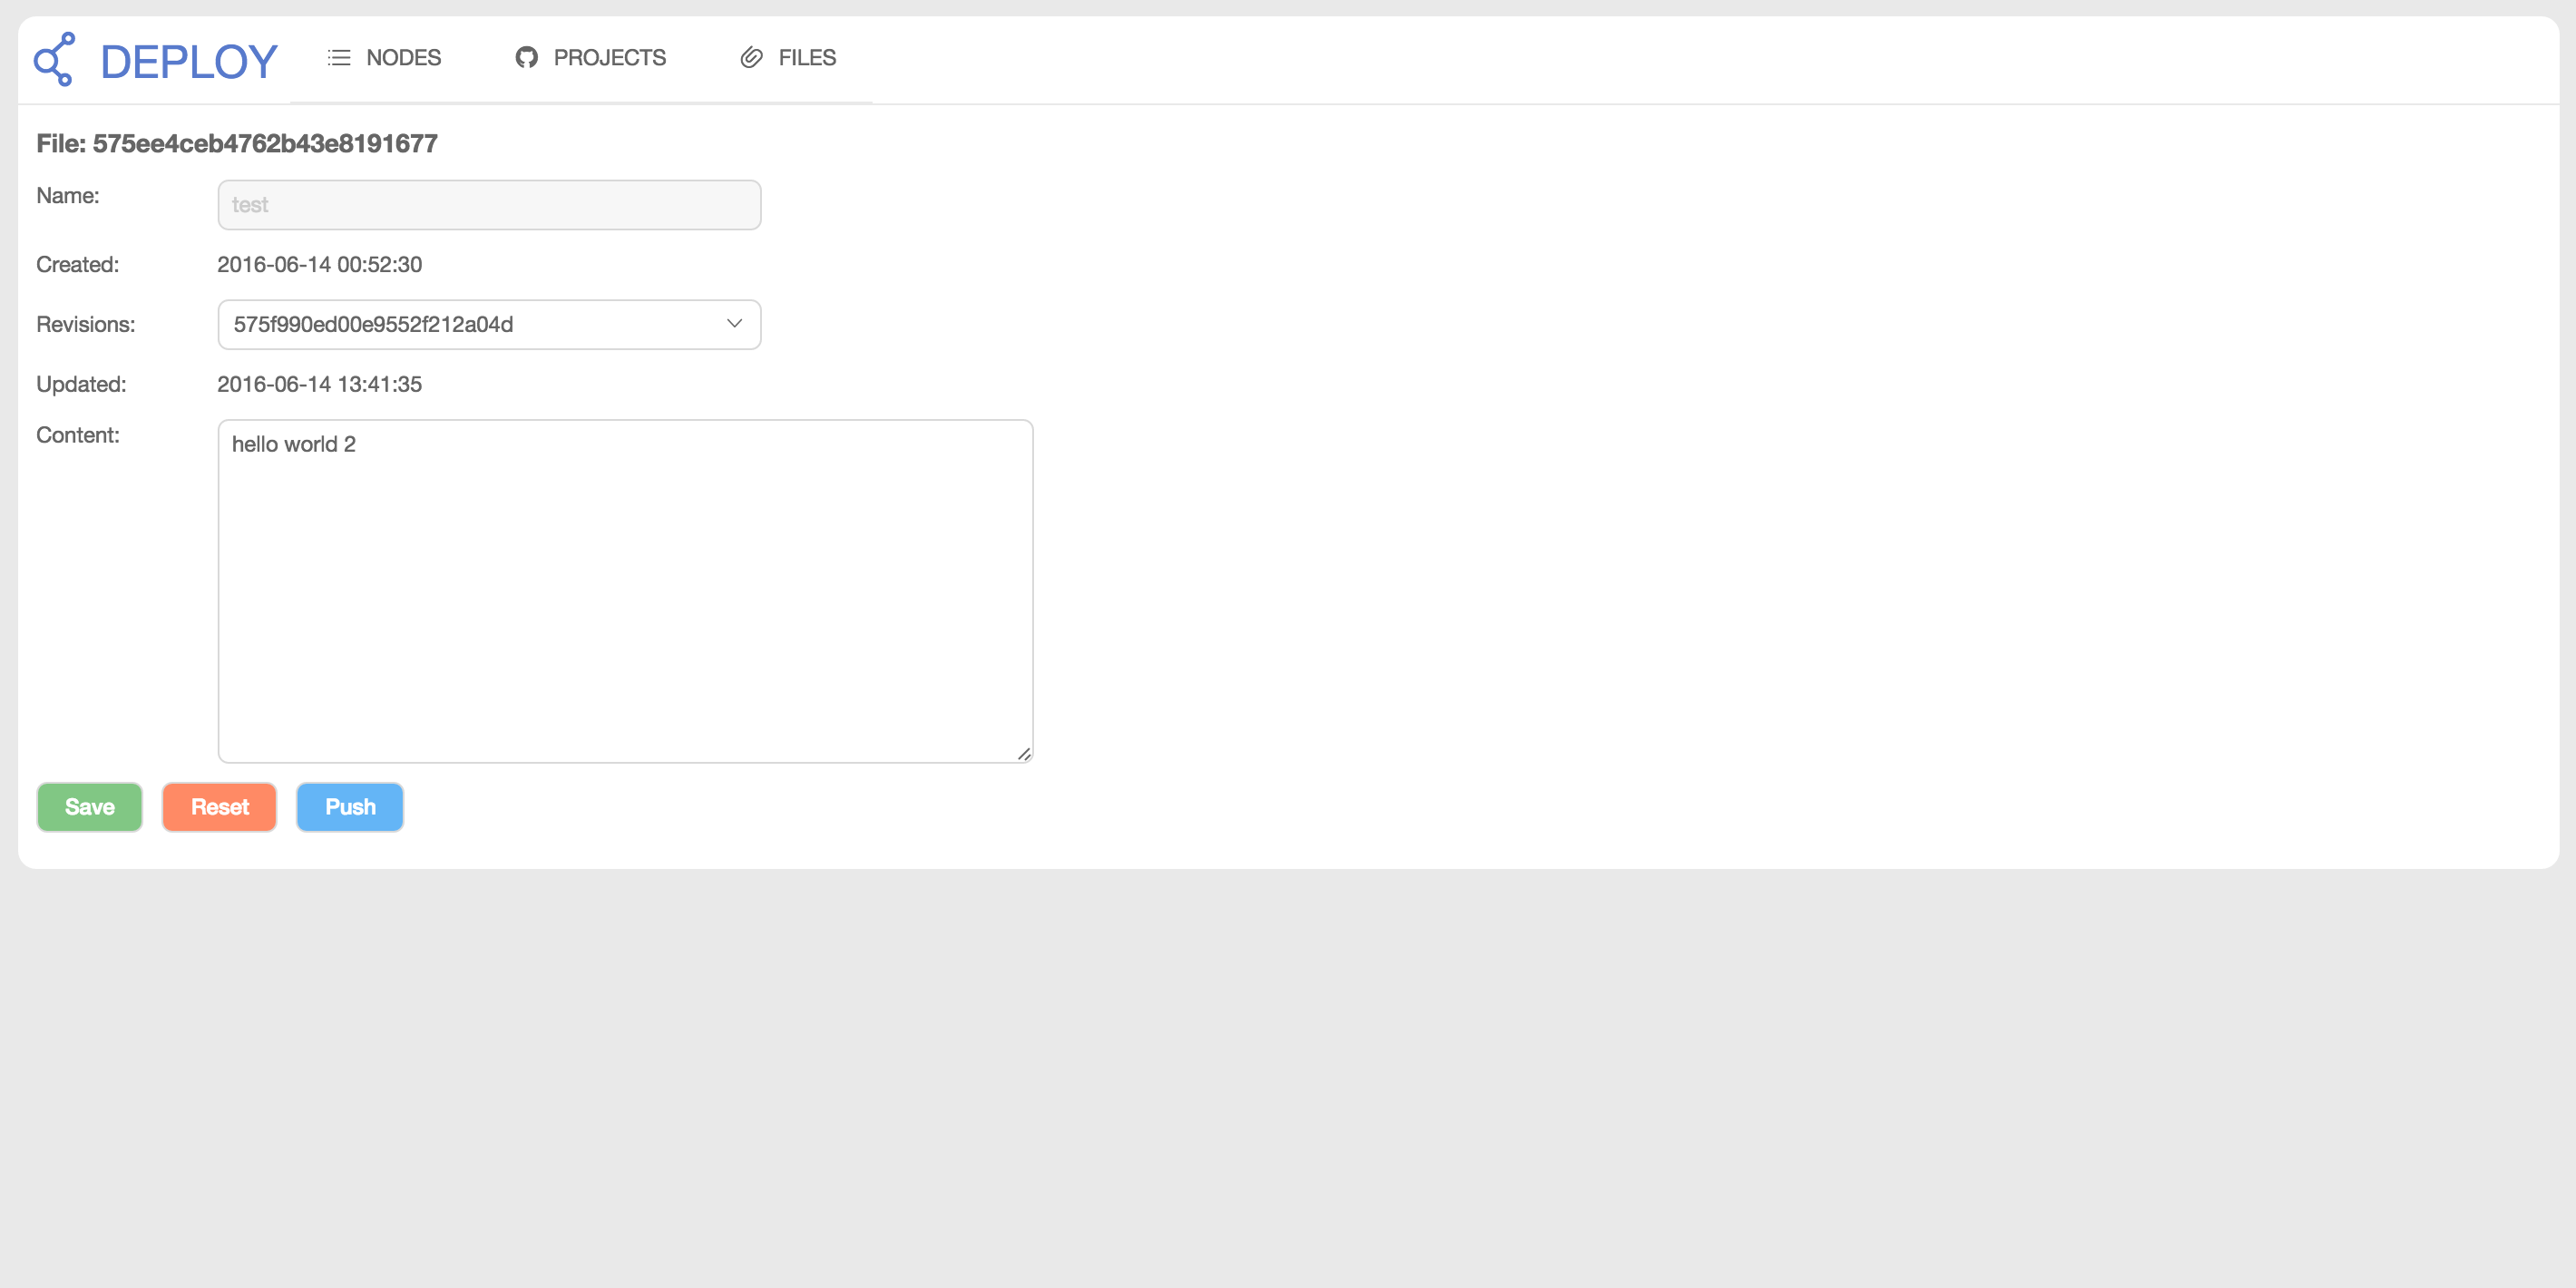 DEPLOY NODES PROJECTS FILES
File: 575ee4ceb4762b43e8191677
Name: test
Created: 2016-06-14 00:52:30
Revisions: 575f990ed00e9552f212a04d
Updated: 2016-06-14 13:41:35
Content: hello world 2
Save Reset Push